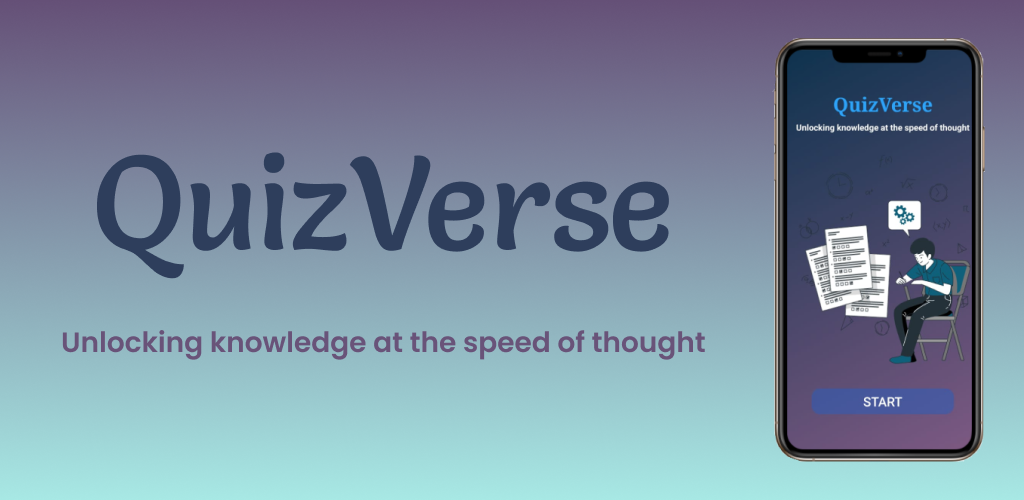 QuizVerse
Unlocking knowledge at the speed of thought
QuizVerse
Unlocking knowledge at the speed of thought
START